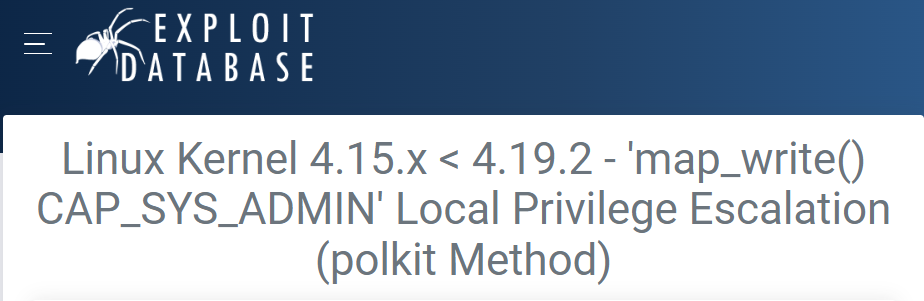 EXPLOIT
DATABASE
Linux Kernel 4.15.x < 4.19.2 - 'map_write()
CAP_SYS_ADMIN' Local Privilege Escalation
(polkit Method)